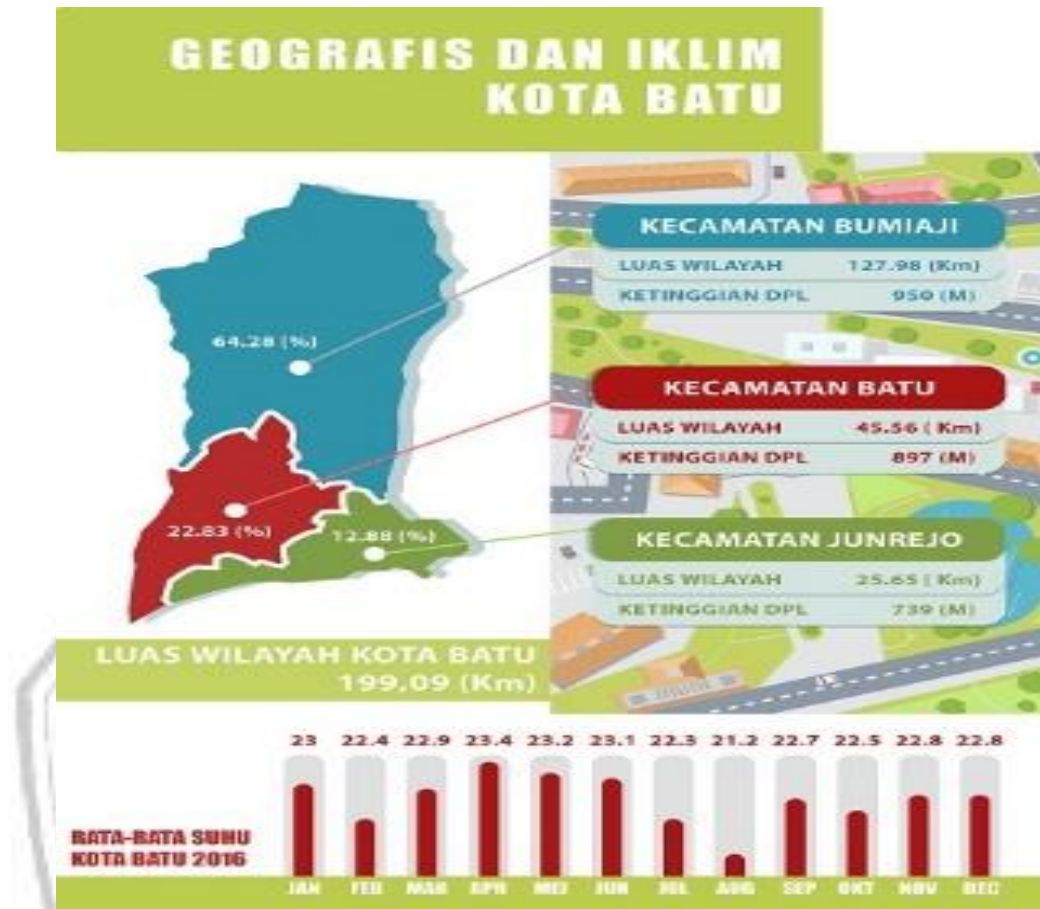 GEOGRAFIS DAN IKLIM
KOTA BATU
64.28 (%)
22.83 (%)
12.88 (%)
KECAMATAN BUMIAJI
LUAS WILAYAH 127.98 (Km)
KETINGGIAN DPL 950 (M)
KECAMATAN BATU
LUAS WILAYAH 45.56 ( Km)
KETINGGIAN DPL 897 (M)
KECAMATAN JUNREJO
LUAS WILAYAH 25.65 ( Km)
KETINGGIAN DPL 739 (M)
LUAS WILAYAH KOTA BATU
199.09 (Km)
23 22.4 22.9 23.4 23.2 23.1 22.3 21.2 22.7 22.5 22.8 22.8
RATA-RATA SUHU
KOTA BATU 2016
JAN FEB MAR APR MEI JUN JUL AUG SEP OKT NOV DEC